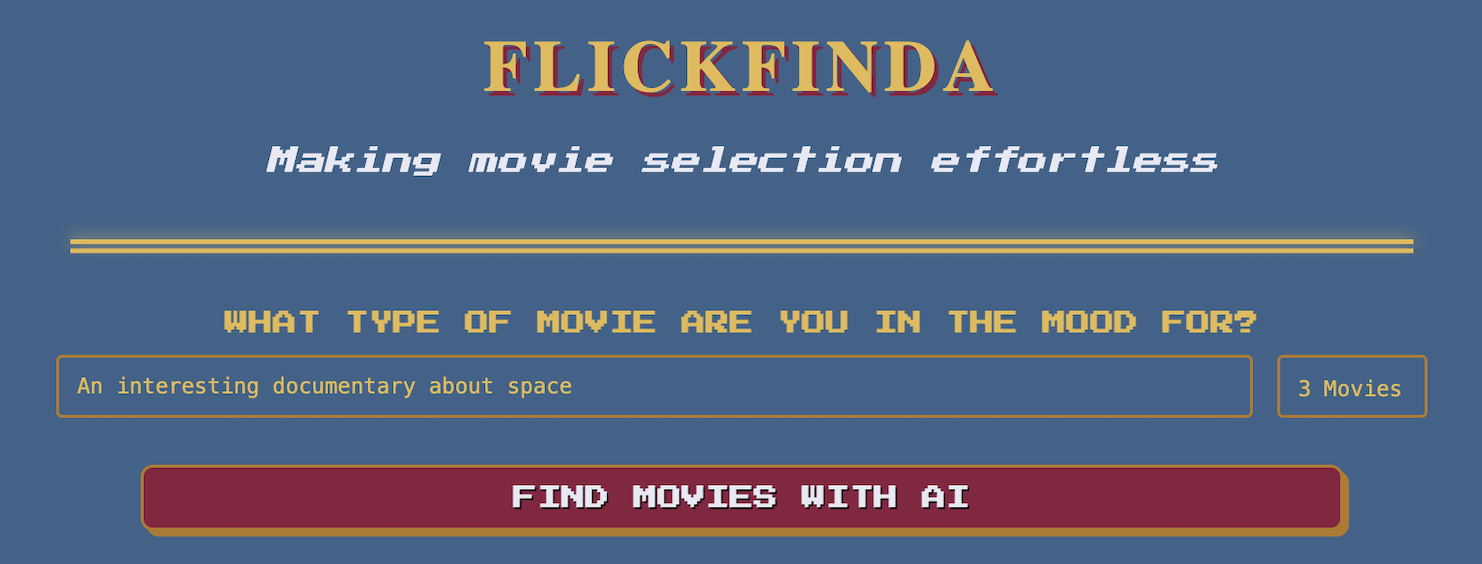 FLICKFINDA
Making movie selection effortless
WHAT TYPE OF MOVIE ARE YOU IN THE MOOD FOR?
An interesting documentary about space
3 Movies
FIND MOVIES WITH AI